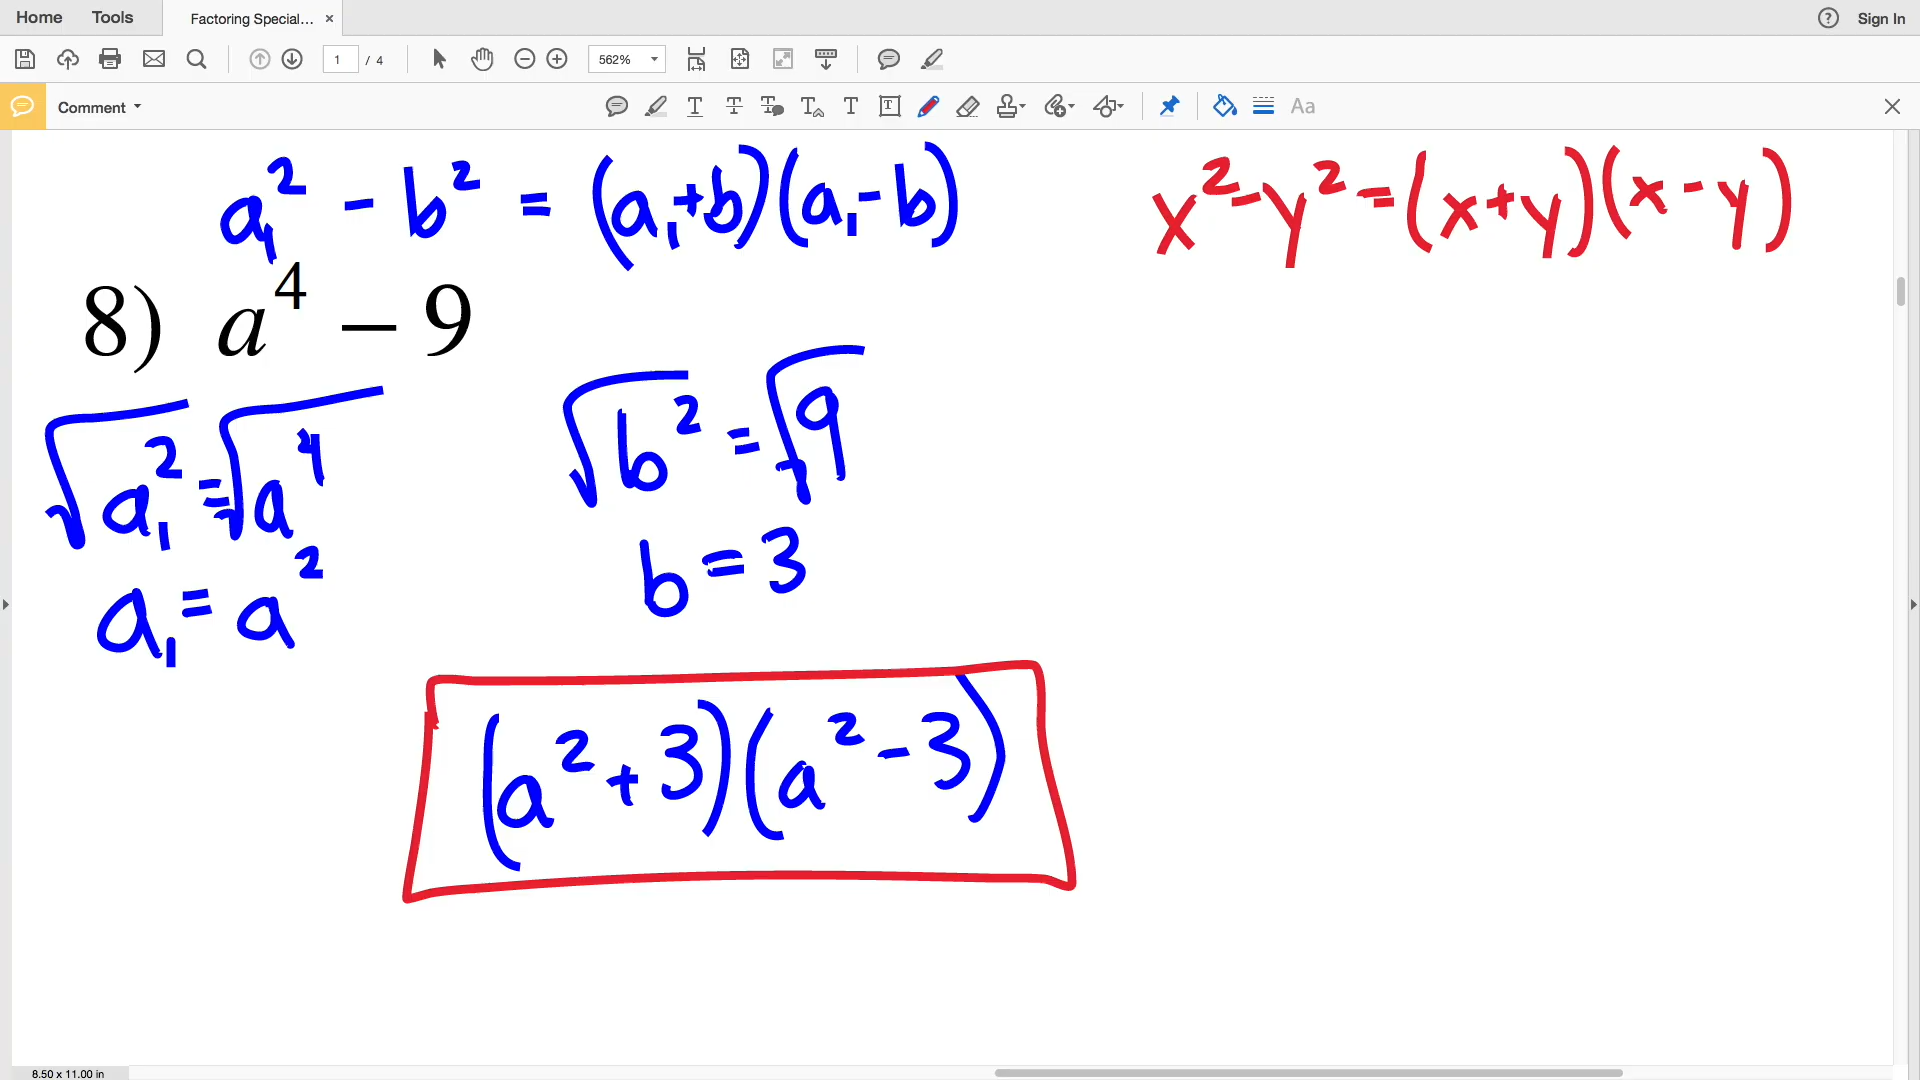 Home Tools Factoring Special... × ? Sign In
1 / 4 562%
Comment Aa
a₁² - b² = (a₁+b)(a₁-b)
x²-y²=(x+y)(x-y)
8) a⁴ – 9
√a₁² = √a⁴
√b² = √9
a₁ = a²
b = 3
(a²+3)(a²-3)
8.50 x 11.00 in